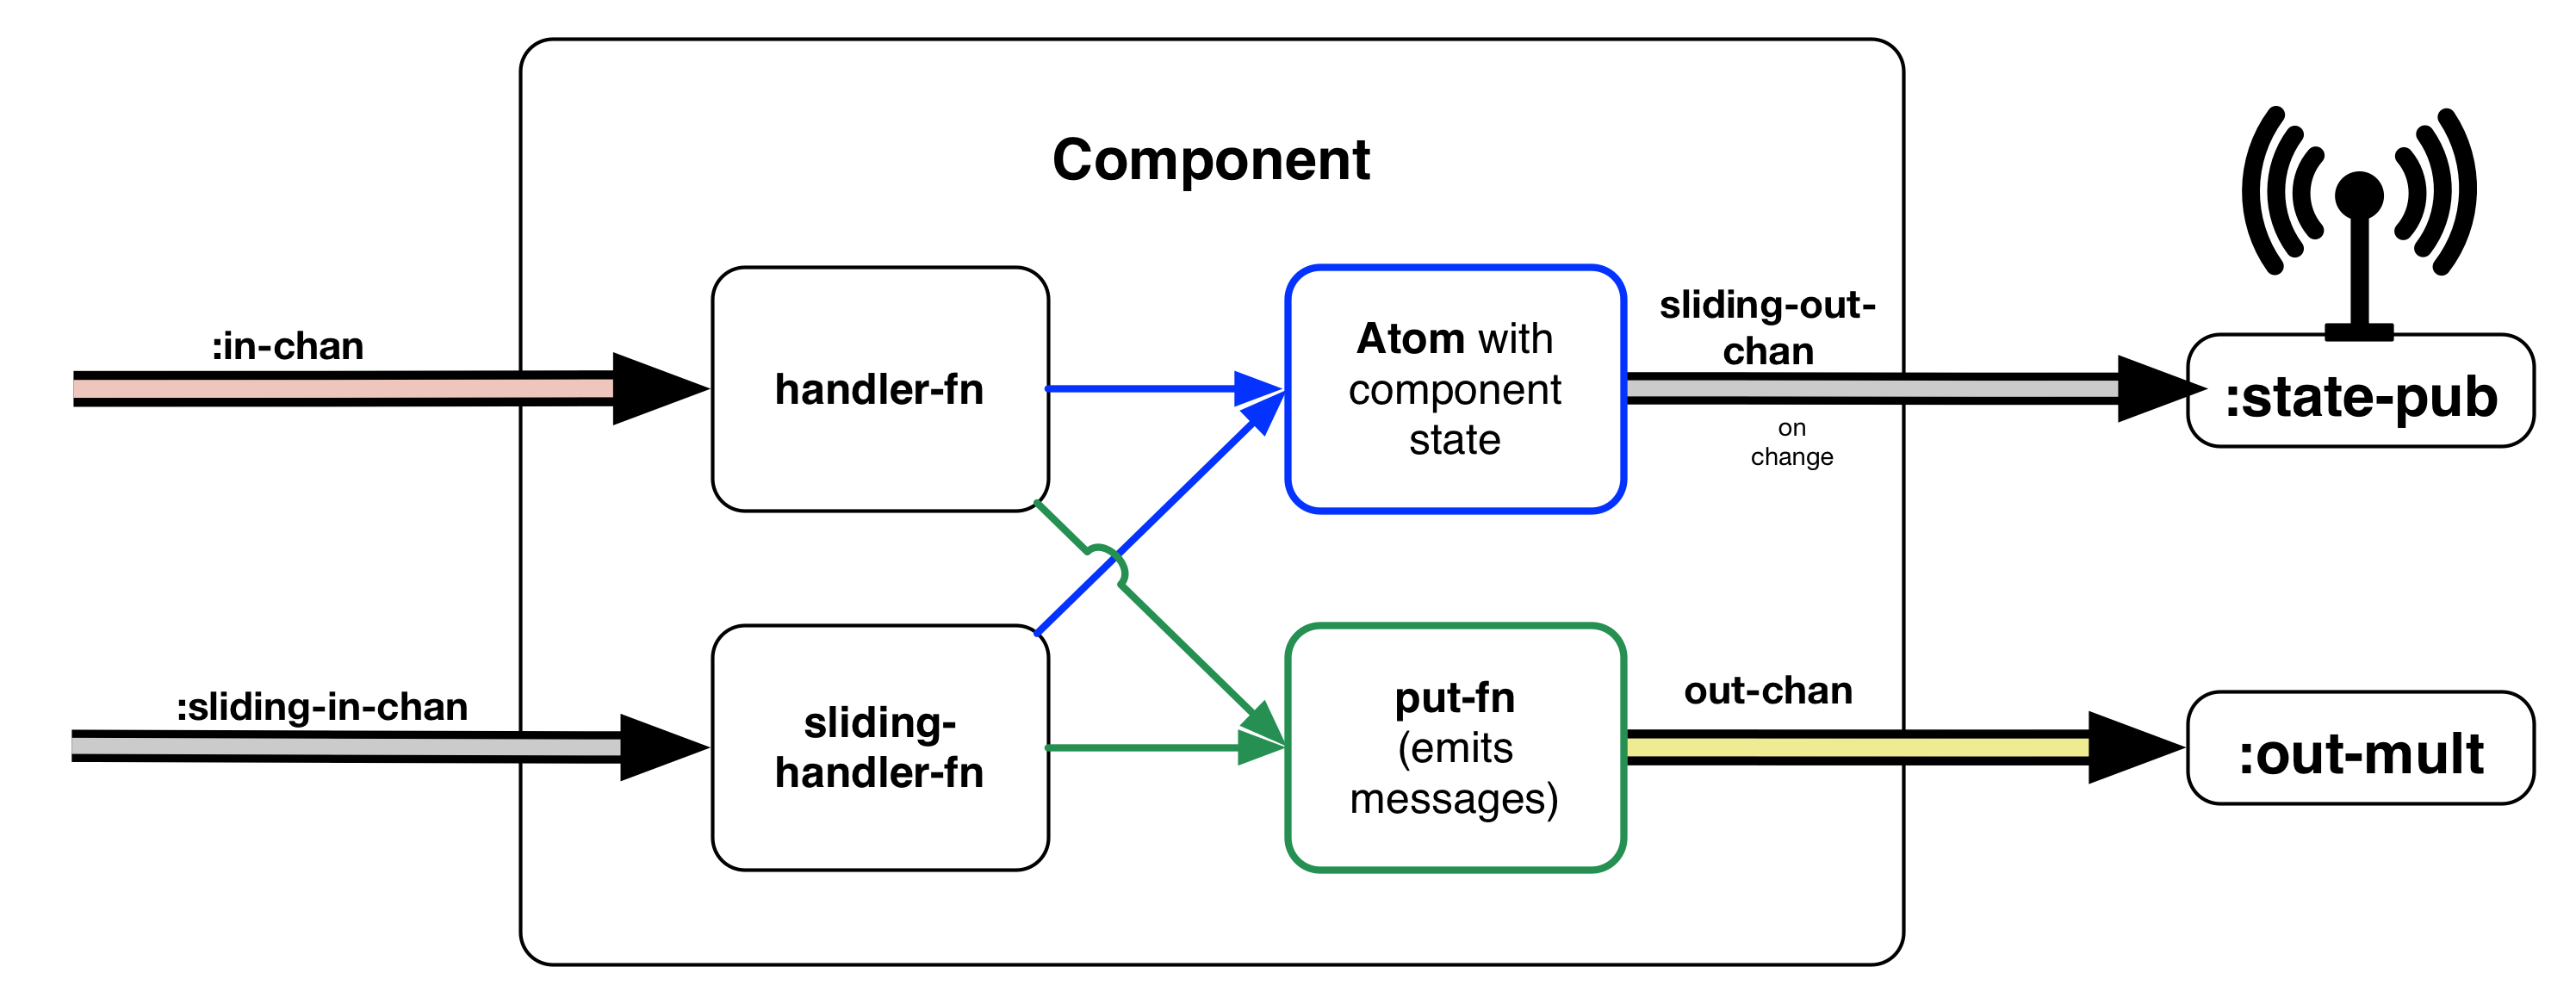 Component
:in-chan
handler-fn
Atom with
component
state
sliding-out-
chan
on
change
:state-pub
:sliding-in-chan
sliding-
handler-fn
put-fn
(emits
messages)
out-chan
:out-mult